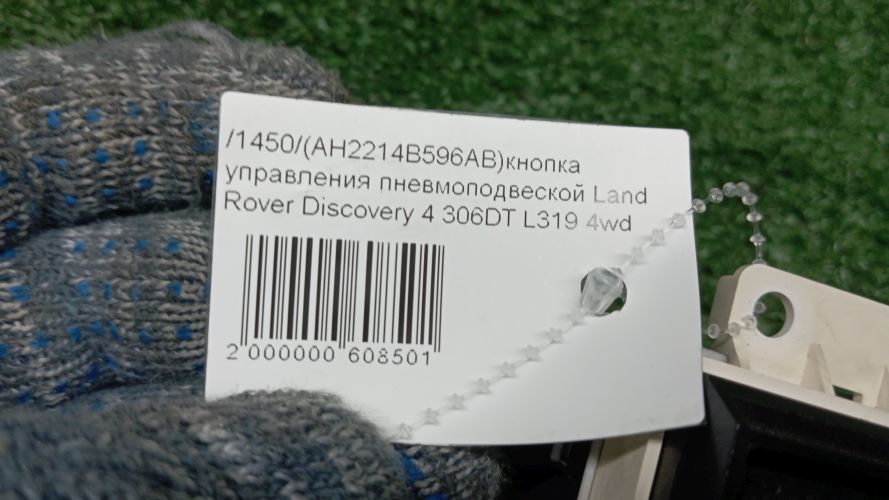 /1450/(AH2214B596AB)кнопка
управления пневмоподвеской Land
Rover Discovery 4 306DT L319 4wd
2 000000 608501